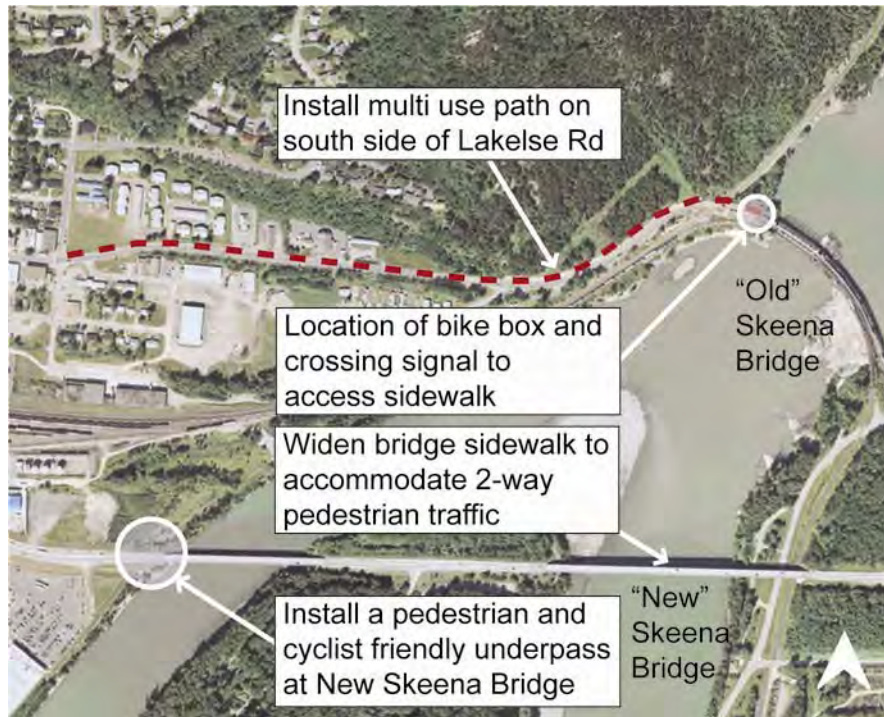 Install multi use path on
south side of Lakelse Rd
"Old"
Skeena
Bridge
Location of bike box and
crossing signal to
access sidewalk
Widen bridge sidewalk to
accommodate 2-way
pedestrian traffic
"New"
Skeena
Bridge
Install a pedestrian and
cyclist friendly underpass
at New Skeena Bridge